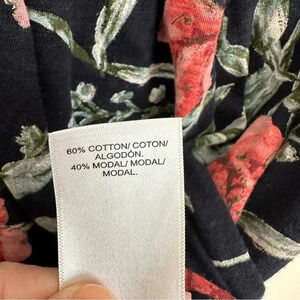 60% COTTON/ COTON/
ALGODÓN.
40% MODAL/ MODAL/
MODAL.